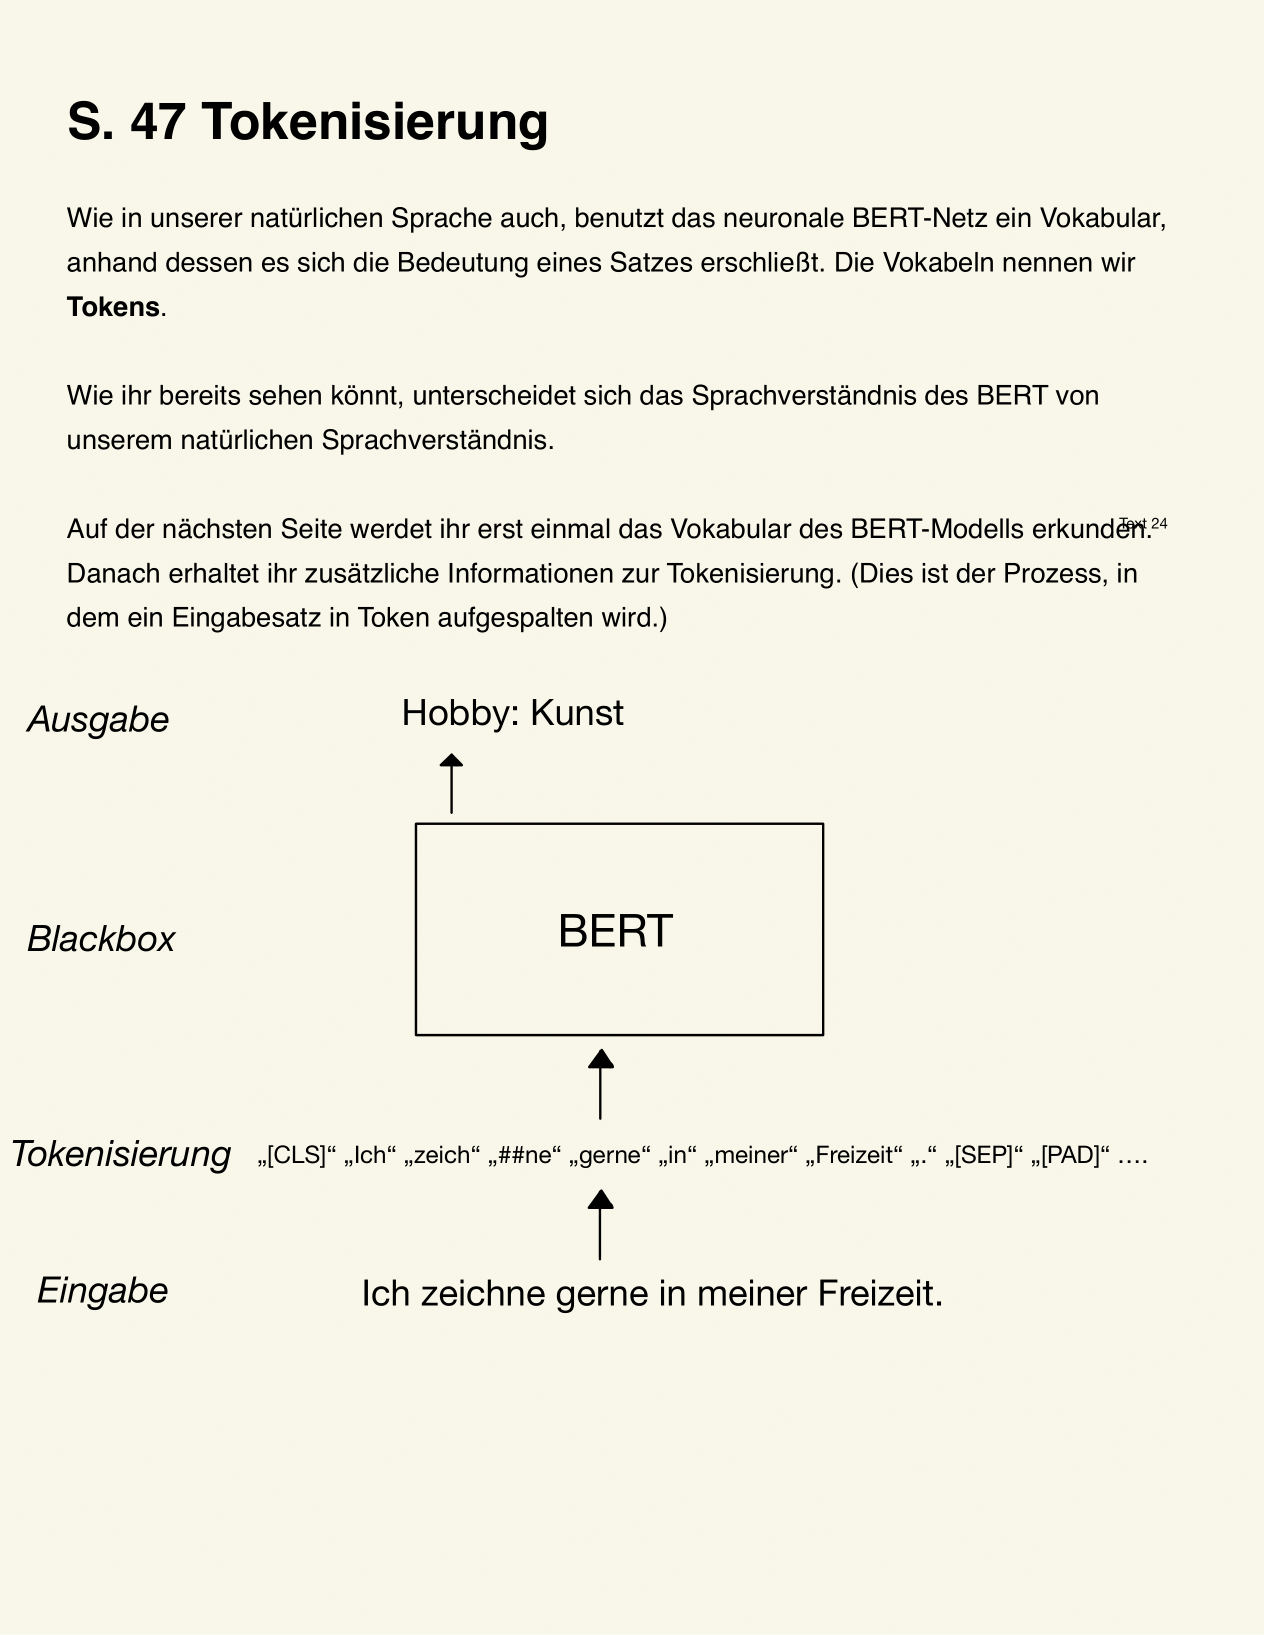 S. 47 Tokenisierung
Wie in unserer natürlichen Sprache auch, benutzt das neuronale BERT-Netz ein Vokabular,
anhand dessen es sich die Bedeutung eines Satzes erschließt. Die Vokabeln nennen wir
Tokens.
Wie ihr bereits sehen könnt, unterscheidet sich das Sprachverständnis des BERT von
unserem natürlichen Sprachverständnis.
Auf der nächsten Seite werdet ihr erst einmal das Vokabular des BERT-Modells erkunden.
Text 24
Danach erhaltet ihr zusätzliche Informationen zur Tokenisierung. (Dies ist der Prozess, in
dem ein Eingabesatz in Token aufgespalten wird.)
Ausgabe
Hobby: Kunst
Blackbox
BERT
Tokenisierung
„[CLS]“ „Ich“ „zeich“ „##ne“ „gerne“ „in“ „meiner“ „Freizeit“ „.“ „[SEP]“ „[PAD]“ ….
Eingabe
Ich zeichne gerne in meiner Freizeit.